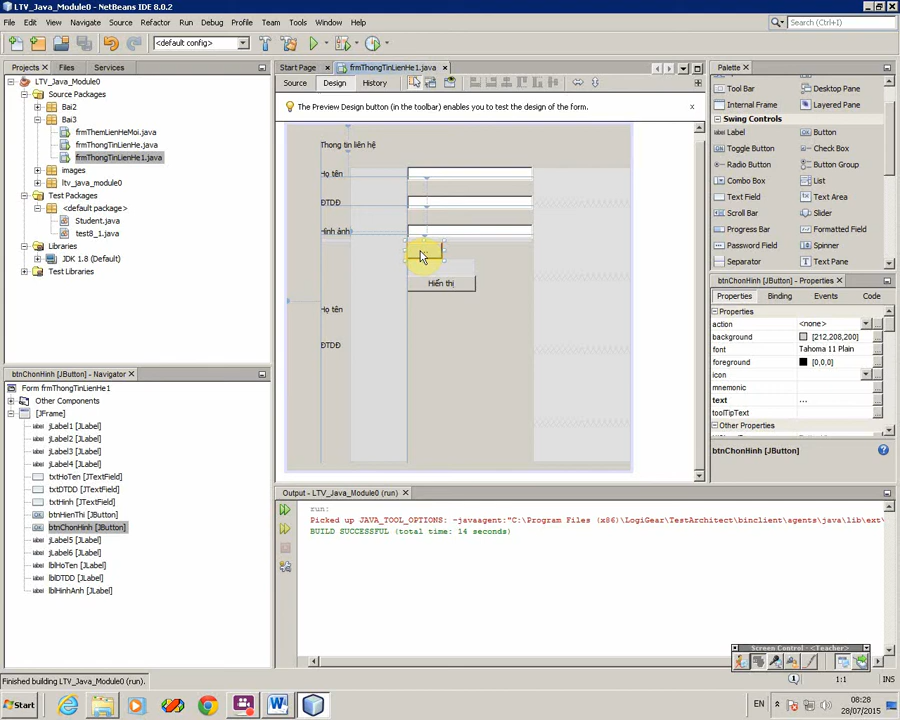 LTV_Java_Module0 - NetBeans IDE 8.0.2
File Edit View Navigate Source Refactor Run Debug Profile Team Tools Window Help
<default config>
Search (Ctrl+I)
Projects Files Services
LTV_Java_Module0
Source Packages
Bai2
Bai3
frmThemLienHeMoi.java
frmThongTinLienHe.java
frmThongTinLienHe1.java
images
ltv_java_module0
Test Packages
<default package>
Student.java
test8_1.java
Libraries
JDK 1.8 (Default)
Test Libraries
btnChonHinh [JButton] - Navigator
Form frmThongTinLienHe1
Other Components
[JFrame]
jLabel1 [JLabel]
jLabel2 [JLabel]
jLabel3 [JLabel]
jLabel4 [JLabel]
txtHoTen [JTextField]
txtDTDD [JTextField]
txtHinh [JTextField]
btnHienThi [JButton]
btnChonHinh [JButton]
jLabel5 [JLabel]
jLabel6 [JLabel]
lblHoTen [JLabel]
lblDTDD [JLabel]
lblHinhAnh [JLabel]
Start Page frmThongTinLienHe1.java
Source Design History
The Preview Design button (in the toolbar) enables you to test the design of the form.
Thong tin liên hệ
Họ tên
ĐTDĐ
Hình ảnh
Hiển thị
Họ tên
ĐTDĐ
Output - LTV_Java_Module0 (run)
run:
Picked up JAVA_TOOL_OPTIONS: -javaagent:"C:\Program Files (x86)\LogiGear\TestArchitect\binclient\agents\java\lib\ext\
BUILD SUCCESSFUL (total time: 14 seconds)
Palette
Tool Bar Desktop Pane
Internal Frame Layered Pane
Swing Controls
Label Button
Toggle Button Check Box
Radio Button Button Group
Combo Box List
Text Field Text Area
Scroll Bar Slider
Progress Bar Formatted Field
Password Field Spinner
Separator Text Pane
btnChonHinh [JButton] - Properties
Properties Binding Events Code
Properties
action <none>
background [212,208,200]
font Tahoma 11 Plain
foreground [0,0,0]
icon
mnemonic
text ...
toolTipText
Other Properties
btnChonHinh [JButton]
Screen Control - <Teacher>
Finished building LTV_Java_Module0 (run).
1:1 INS
Start
EN
08:28
28/07/2015